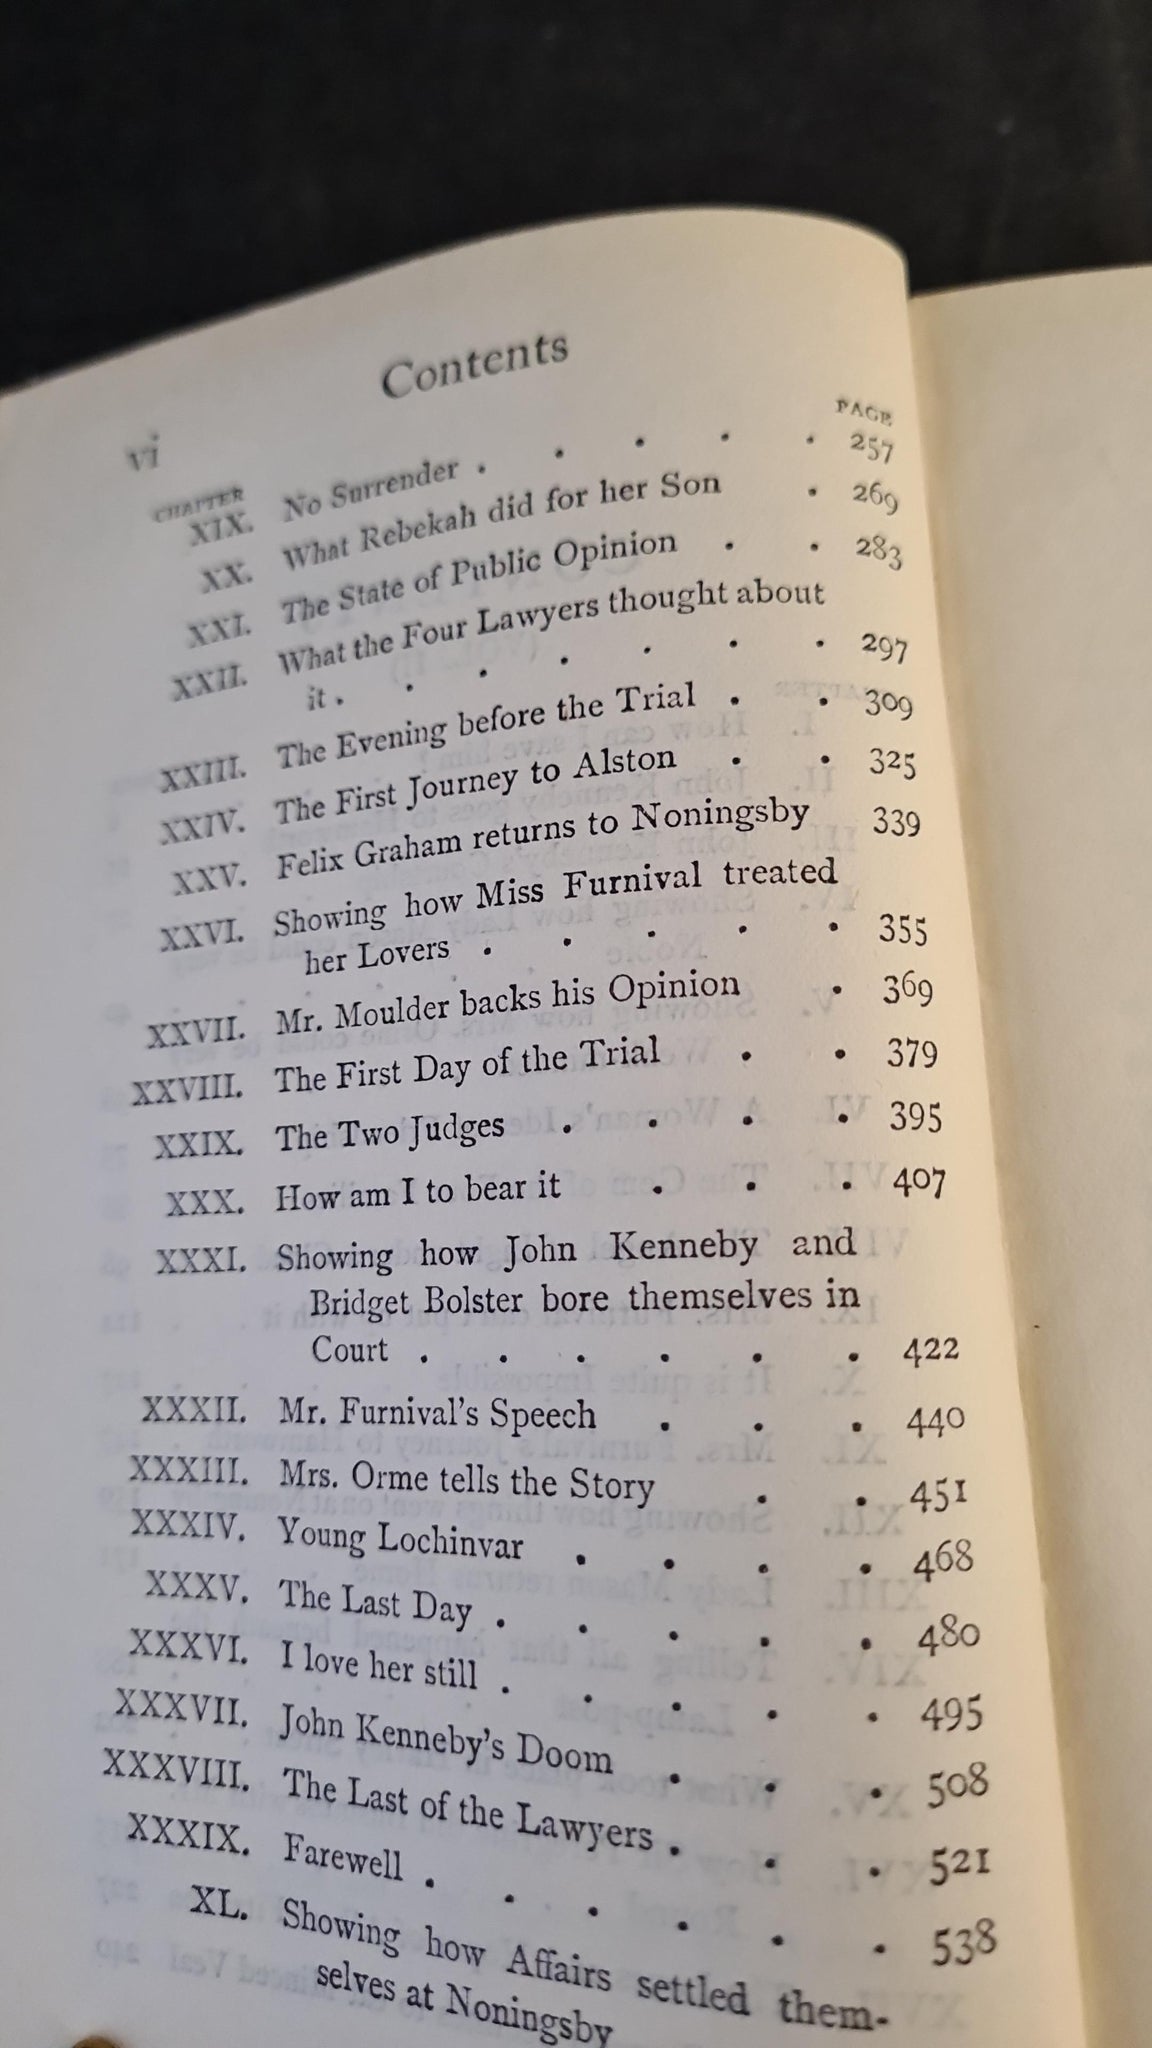 vi
Contents
CHAPTER PAGE
XIX. No Surrender . . . . . 257
XX. What Rebekah did for her Son . 269
XXI. The State of Public Opinion . . 283
XXII. What the Four Lawyers thought about
it . . . . . . . 297
XXIII. The Evening before the Trial . . 309
XXIV. The First Journey to Alston . . 325
XXV. Felix Graham returns to Noningsby 339
XXVI. Showing how Miss Furnival treated
her Lovers . . . . . 355
XXVII. Mr. Moulder backs his Opinion . 369
XXVIII. The First Day of the Trial . . 379
XXIX. The Two Judges . . . . 395
XXX. How am I to bear it . . . 407
XXXI. Showing how John Kenneby and
Bridget Bolster bore themselves in
Court . . . . . . 422
XXXII. Mr. Furnival's Speech . . . 440
XXXIII. Mrs. Orme tells the Story . . 451
XXXIV. Young Lochinvar . . . . 468
XXXV. The Last Day . . . . . 480
XXXVI. I love her still . . . . . 495
XXXVII. John Kenneby's Doom . . . 508
XXXVIII. The Last of the Lawyers . . . 521
XXXIX. Farewell . . . . . . 538
XL. Showing how Affairs settled them-
selves at Noningsby